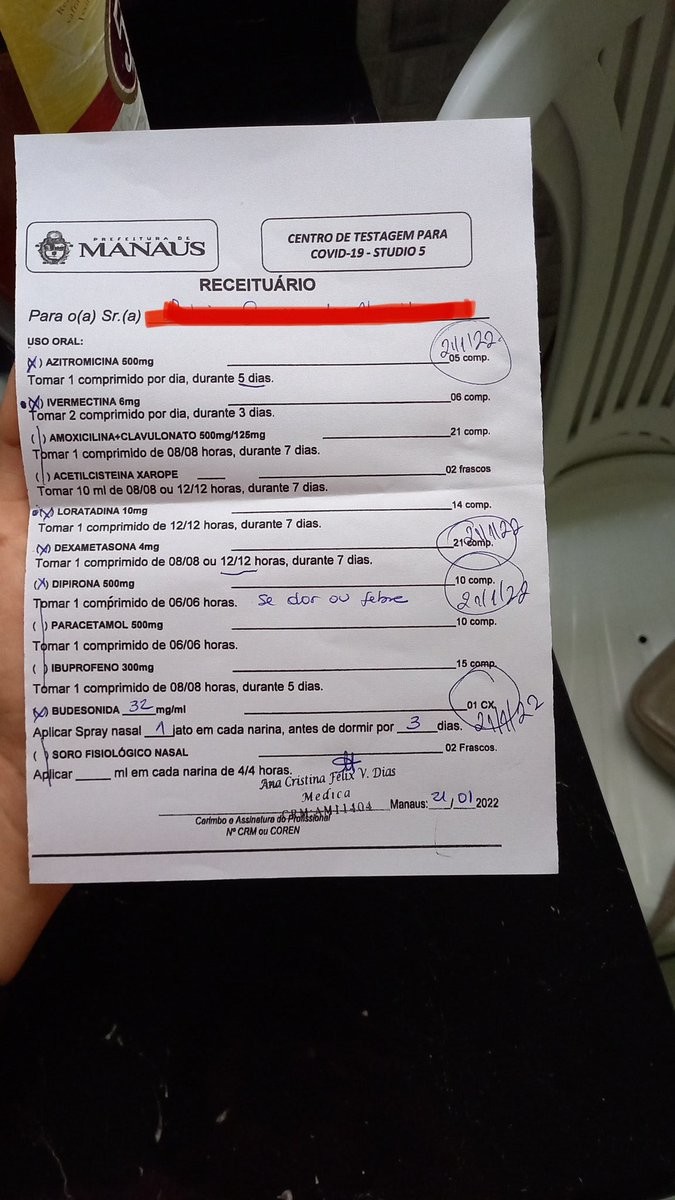 5
PREFEITURA DE
MANAUS
CENTRO DE TESTAGEM PARA
COVID-19 - STUDIO 5
RECEITUÁRIO
Para o(a) Sr.(a)
USO ORAL:
(X) AZITROMICINA 500mg 05 comp. 21/1/22
Tomar 1 comprimido por dia, durante 5 dias.
(X) IVERMECTINA 6mg 06 comp.
Tomar 2 comprimido por dia, durante 3 dias.
( ) AMOXICILINA+CLAVULONATO 500mg/125mg 21 comp.
Tomar 1 comprimido de 08/08 horas, durante 7 dias.
( ) ACETILCISTEINA XAROPE 02 frascos
Tomar 10 ml de 08/08 ou 12/12 horas, durante 7 dias.
(X) LORATADINA 10mg 14 comp.
Tomar 1 comprimido de 12/12 horas, durante 7 dias.
(X) DEXAMETASONA 4mg 21 comp. 21/1/22
Tomar 1 comprimido de 08/08 ou 12/12 horas, durante 7 dias.
(X) DIPIRONA 500mg 10 comp.
Tomar 1 comprimido de 06/06 horas. se dor ou febre 21/1/22
( ) PARACETAMOL 500mg 10 comp.
Tomar 1 comprimido de 06/06 horas.
( ) IBUPROFENO 300mg 15 comp.
Tomar 1 comprimido de 08/08 horas, durante 5 dias.
(X) BUDESONIDA 32 mg/ml 01 CX 21/1/22
Aplicar Spray nasal 1 jato em cada narina, antes de dormir por 3 dias.
( ) SORO FISIOLÓGICO NASAL 02 Frascos.
Aplicar ____ ml em cada narina de 4/4 horas.
Ana Cristina Felix V. Dias
Medica
CRM-AM11404
Manaus: 21/01/2022
Carimbo e Assinatura do Profissional
Nº CRM ou COREN